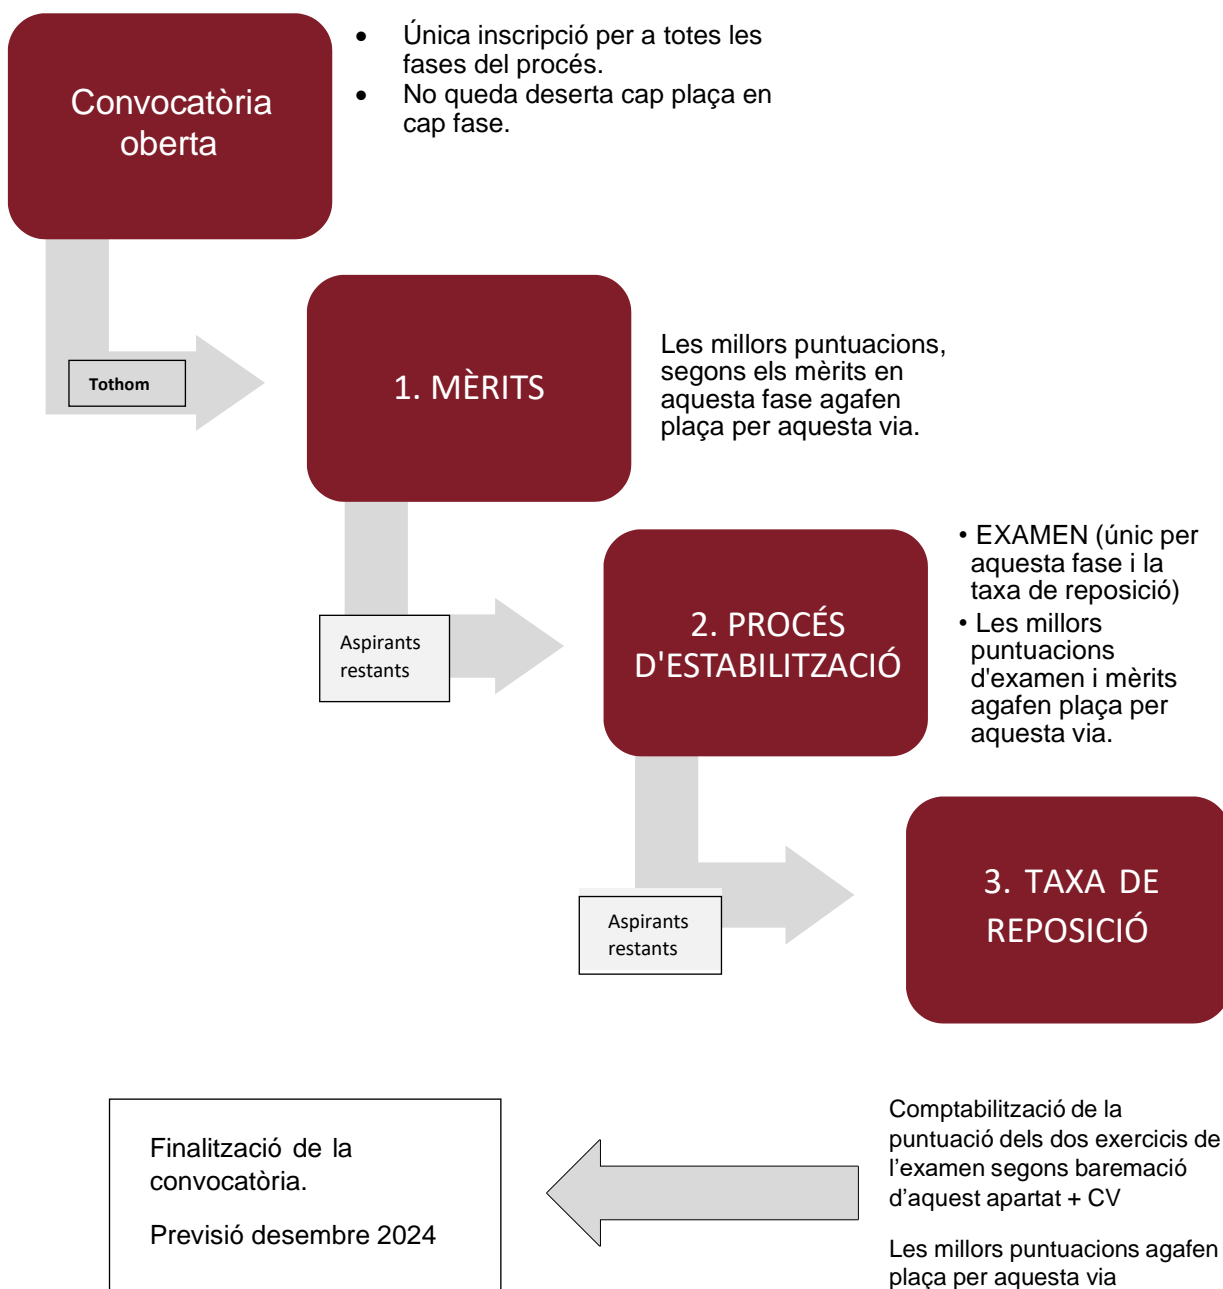 Convocatòria
oberta
• Única inscripció per a totes les
fases del procés.
• No queda deserta cap plaça en
cap fase.
Tothom
1. MÈRITS
Les millors puntuacions,
segons els mèrits en
aquesta fase agafen
plaça per aquesta via.
Aspirants
restants
2. PROCÉS
D'ESTABILITZACIÓ
• EXAMEN (únic per
aquesta fase i la
taxa de reposició)
• Les millors
puntuacions
d'examen i mèrits
agafen plaça per
aquesta via.
Aspirants
restants
3. TAXA DE
REPOSICIÓ
Comptabilització de la
puntuació dels dos exercicis de
l’examen segons baremació
d’aquest apartat + CV
Les millors puntuacions agafen
plaça per aquesta via
Finalització de la
convocatòria.
Previsió desembre 2024